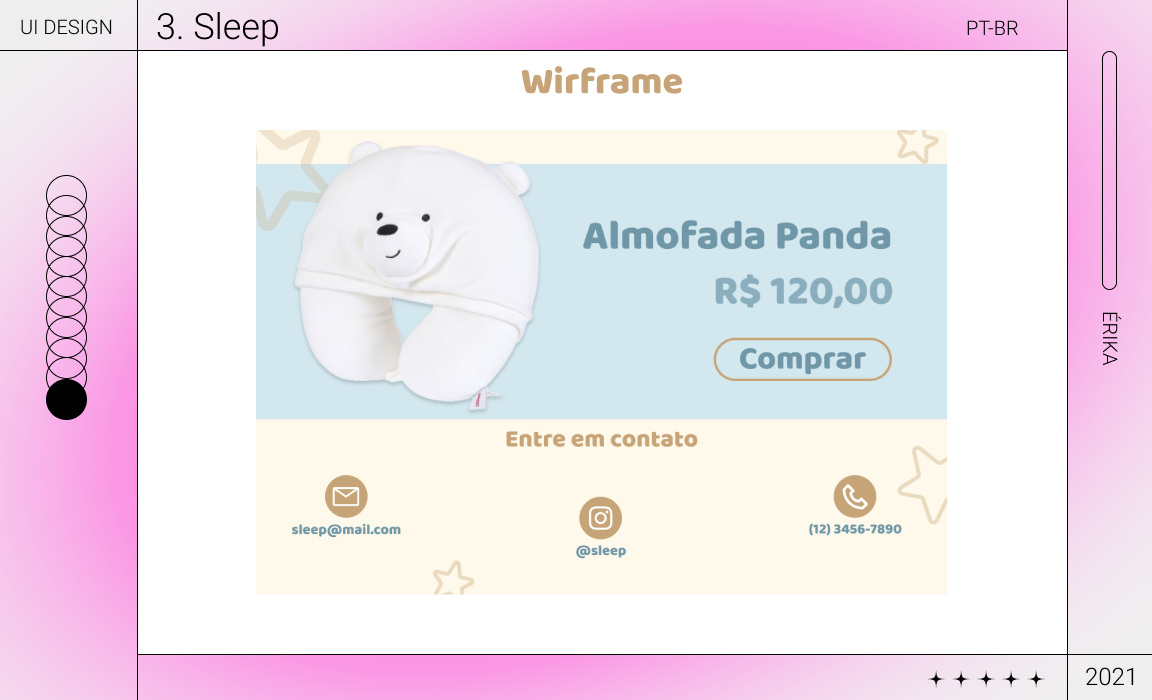 UI DESIGN
3. Sleep
PT-BR
Wirframe
Almofada Panda
R$ 120,00
Comprar
Entre em contato
sleep@mail.com
@sleep
(12) 3456-7890
ÉRIKA
2021